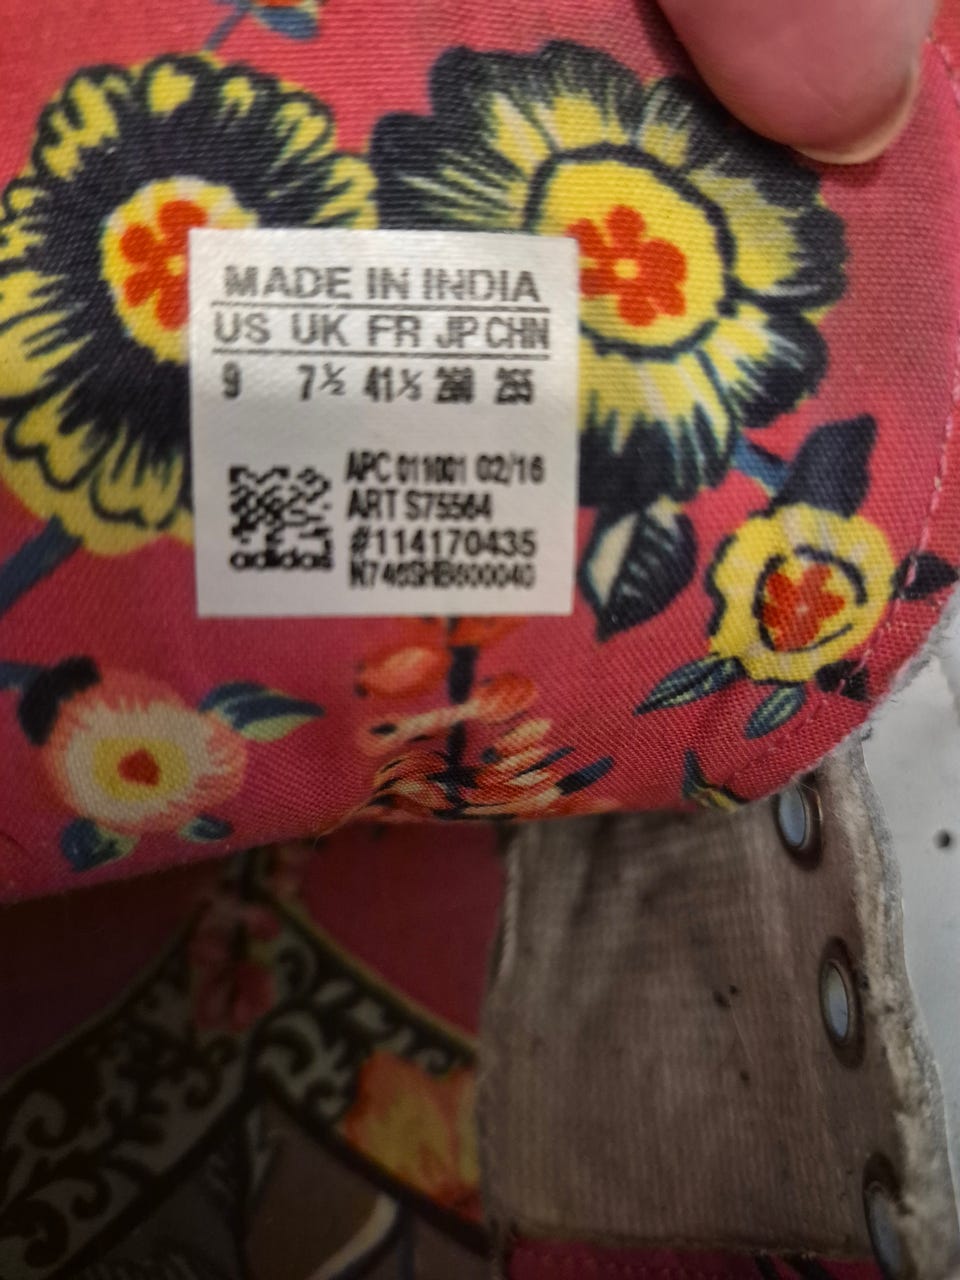 MADE IN INDIA
US UK FR JP CHN
9 7½ 41⅓ 260 255
APC 011001 02/16
ART S75564
#114170435
adidas